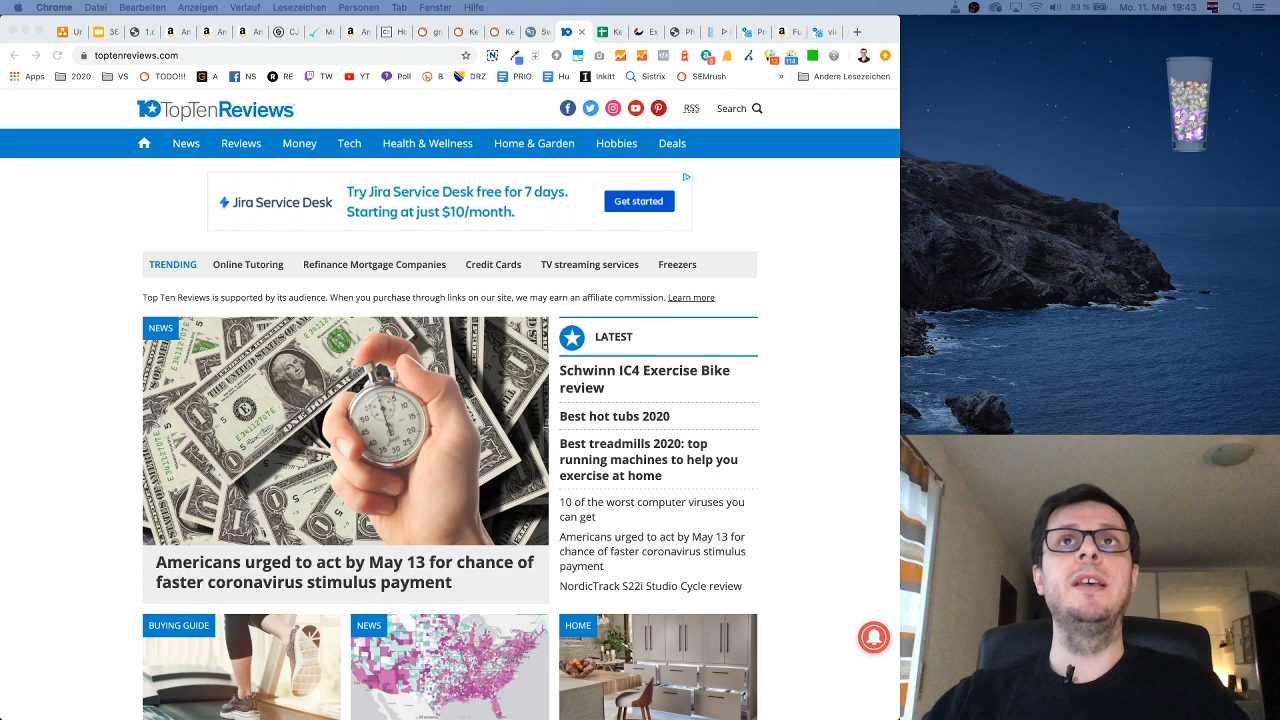 Chrome Datei Bearbeiten Anzeigen Verlauf Lesezeichen Personen Tab Fenster Hilfe
83 % Mo. 11. Mai 19:43
toptenreviews.com
Apps 2020 VS TODO!!! A NS RE TW YT Poll B DRZ PRIO Hu Inkitt Sistrix SEMrush » Andere Lesezeichen
10 TopTenReviews
RSS Search
News Reviews Money Tech Health & Wellness Home & Garden Hobbies Deals
Jira Service Desk
Try Jira Service Desk free for 7 days.
Starting at just $10/month.
Get started
TRENDING Online Tutoring Refinance Mortgage Companies Credit Cards TV streaming services Freezers
Top Ten Reviews is supported by its audience. When you purchase through links on our site, we may earn an affiliate commission. Learn more
NEWS
Americans urged to act by May 13 for chance of
faster coronavirus stimulus payment
LATEST
Schwinn IC4 Exercise Bike
review
Best hot tubs 2020
Best treadmills 2020: top
running machines to help you
exercise at home
10 of the worst computer viruses you
can get
Americans urged to act by May 13 for
chance of faster coronavirus stimulus
payment
NordicTrack S22i Studio Cycle review
BUYING GUIDE
NEWS
HOME